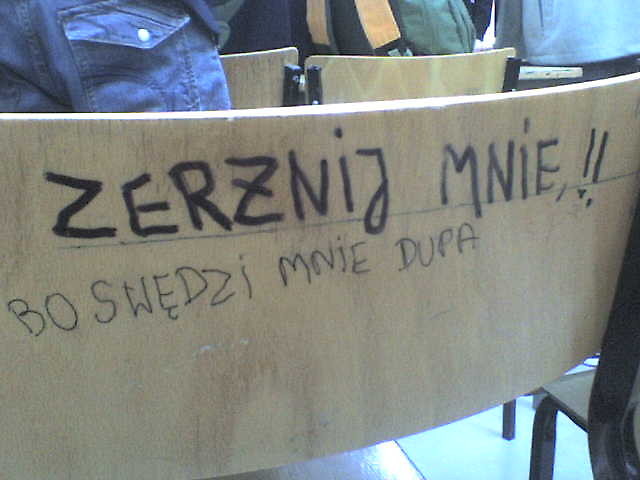 ZERZNIJ MNIE,!!
BO SWĘDZI MNIE DUPA